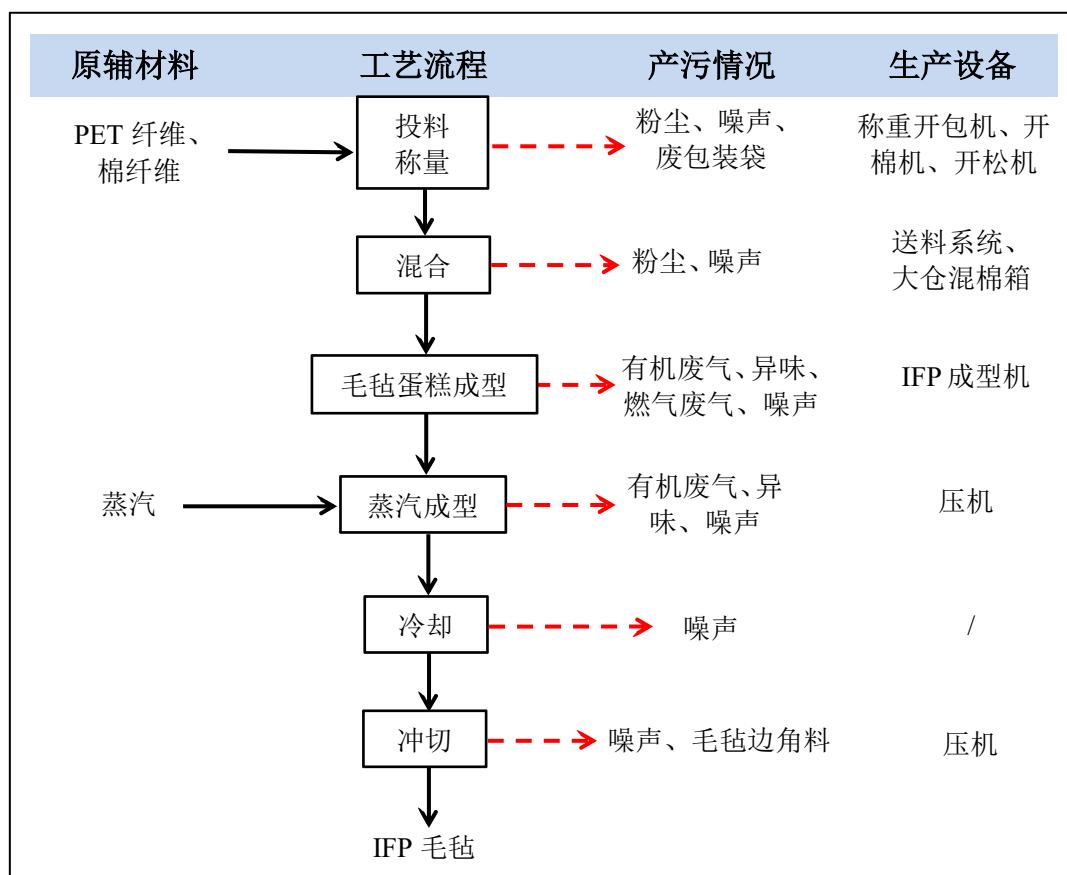 原辅材料 工艺流程 产污情况 生产设备
PET 纤维、
棉纤维
投料
称量
粉尘、噪声、
废包装袋
称重开包机、开
棉机、开松机
混合
粉尘、噪声
送料系统、
大仓混棉箱
毛毡蛋糕成型
有机废气、异味、
燃气废气、噪声
IFP 成型机
蒸汽
蒸汽成型
有机废气、异
味、噪声
压机
冷却
噪声
/
冲切
噪声、毛毡边角料
压机
IFP 毛毡